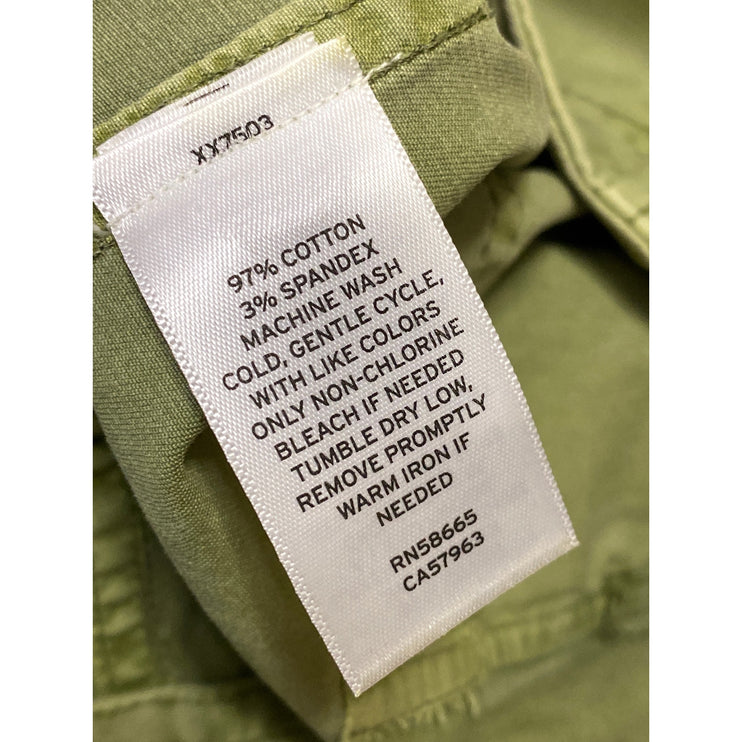 XX7503
97% COTTON
3% SPANDEX
MACHINE WASH
COLD, GENTLE CYCLE,
WITH LIKE COLORS
ONLY NON-CHLORINE
BLEACH IF NEEDED
TUMBLE DRY LOW,
REMOVE PROMPTLY
WARM IRON IF
NEEDED
RN58665
CA57963